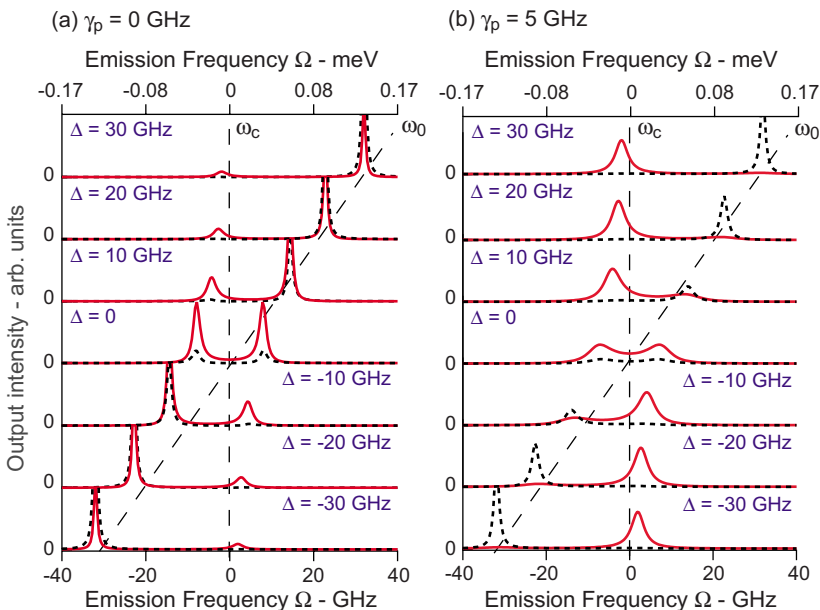 (a) γp = 0 GHz
Emission Frequency Ω - meV
-0.17 -0.08 0 0.08 0.17
ωc
ω0
Δ = 30 GHz
0
Δ = 20 GHz
0
Δ = 10 GHz
0
Δ = 0
0
Δ = -10 GHz
0
Δ = -20 GHz
0
Δ = -30 GHz
0
-40 -20 0 20 40
Emission Frequency Ω - GHz
Output intensity - arb. units
(b) γp = 5 GHz
Emission Frequency Ω - meV
-0.17 -0.08 0 0.08 0.17
ωc
ω0
Δ = 30 GHz
0
Δ = 20 GHz
0
Δ = 10 GHz
0
Δ = 0
0
Δ = -10 GHz
0
Δ = -20 GHz
0
Δ = -30 GHz
0
-40 -20 0 20 40
Emission Frequency Ω - GHz